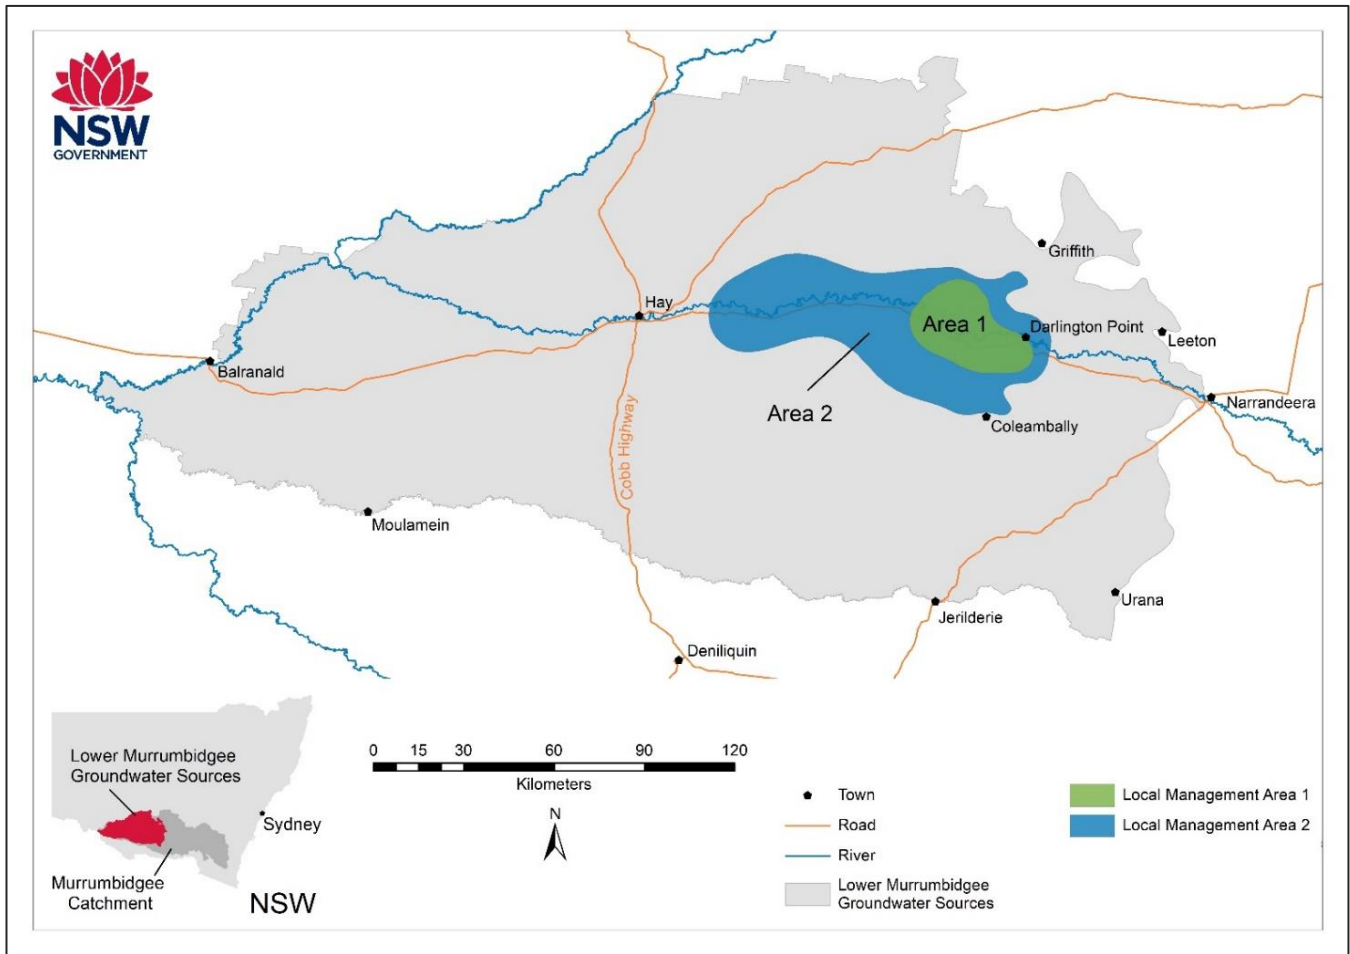 NSW
GOVERNMENT
Griffith
Hay
Area 1
Darlington Point
Leeton
Balranald
Area 2
Narrandeera
Coleambally
Cobb Highway
Moulamein
Urana
Jerilderie
Deniliquin
Lower Murrumbidgee
Groundwater Sources
Sydney
Murrumbidgee
Catchment
NSW
0 15 30 60 90 120
Kilometers
N
Town
Road
River
Lower Murrumbidgee
Groundwater Sources
Local Management Area 1
Local Management Area 2